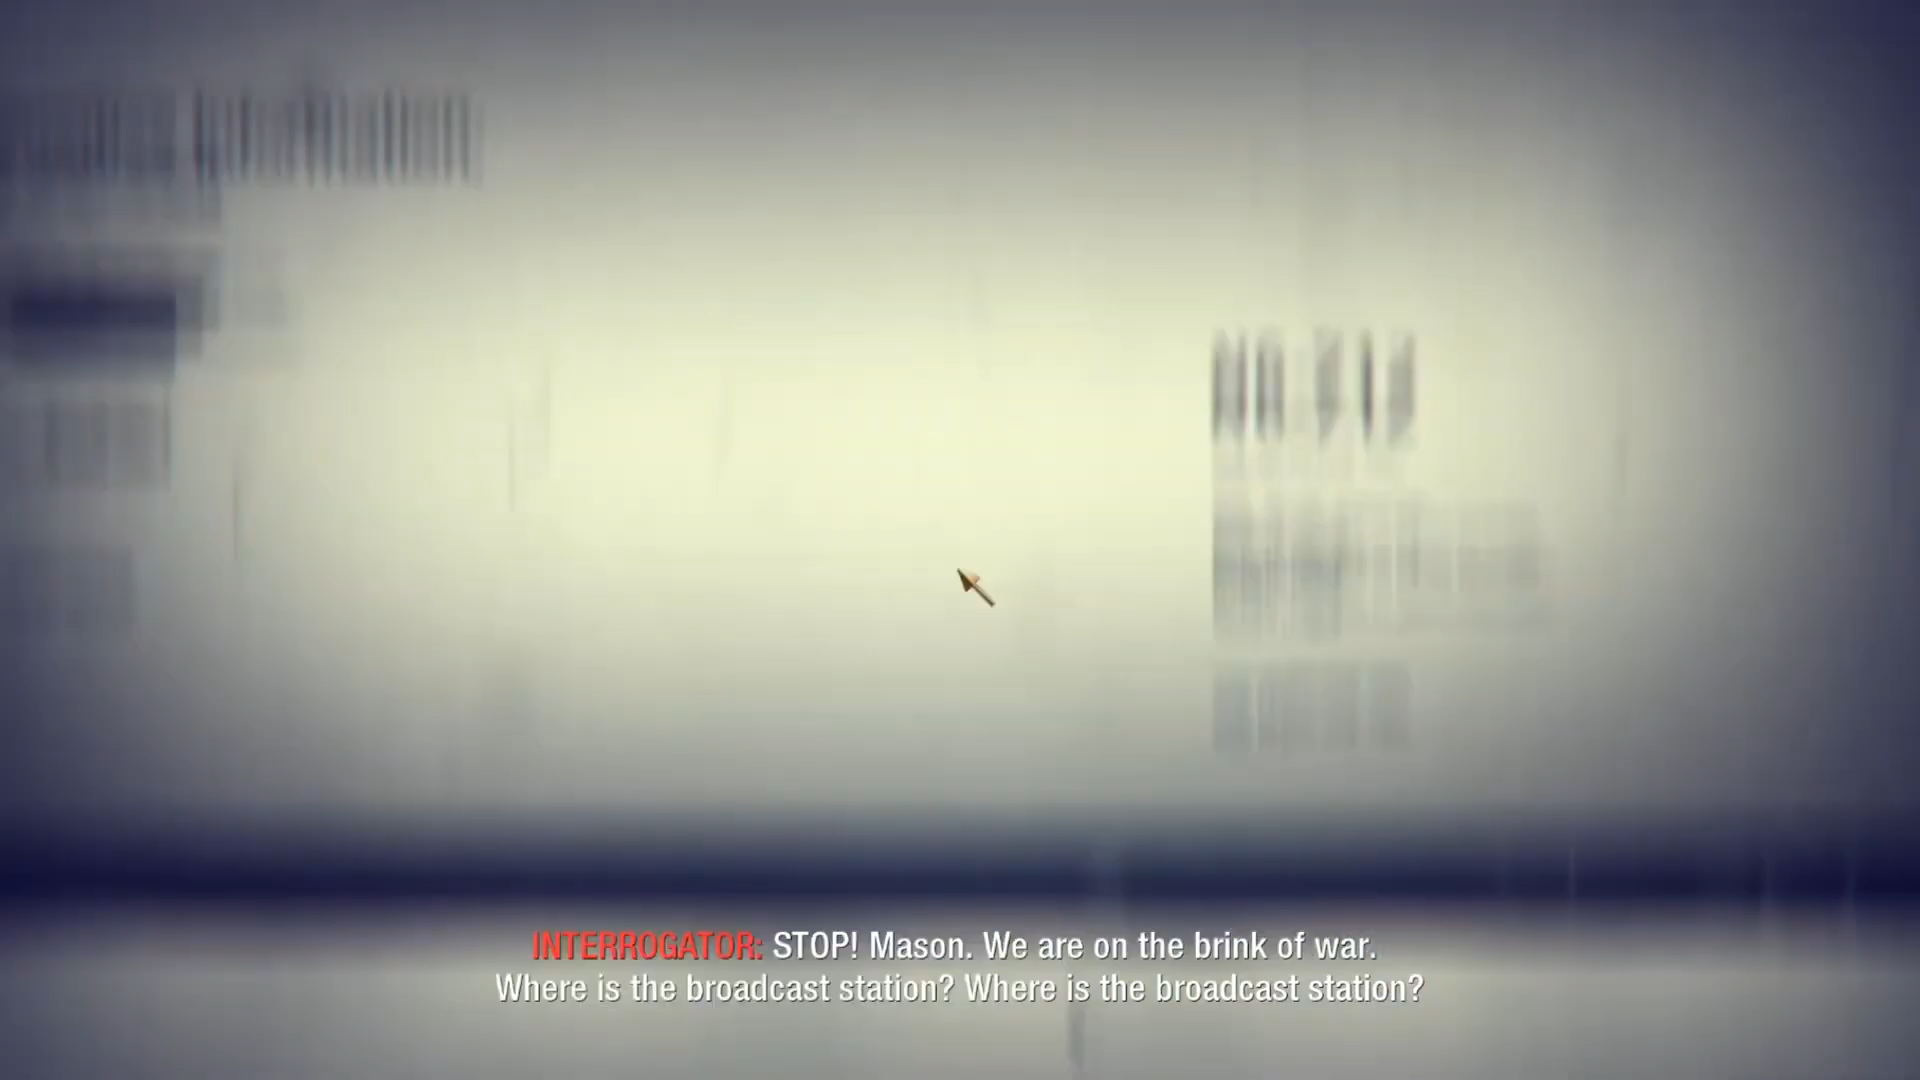 INTERROGATOR: STOP! Mason. We are on the brink of war.
Where is the broadcast station? Where is the broadcast station?